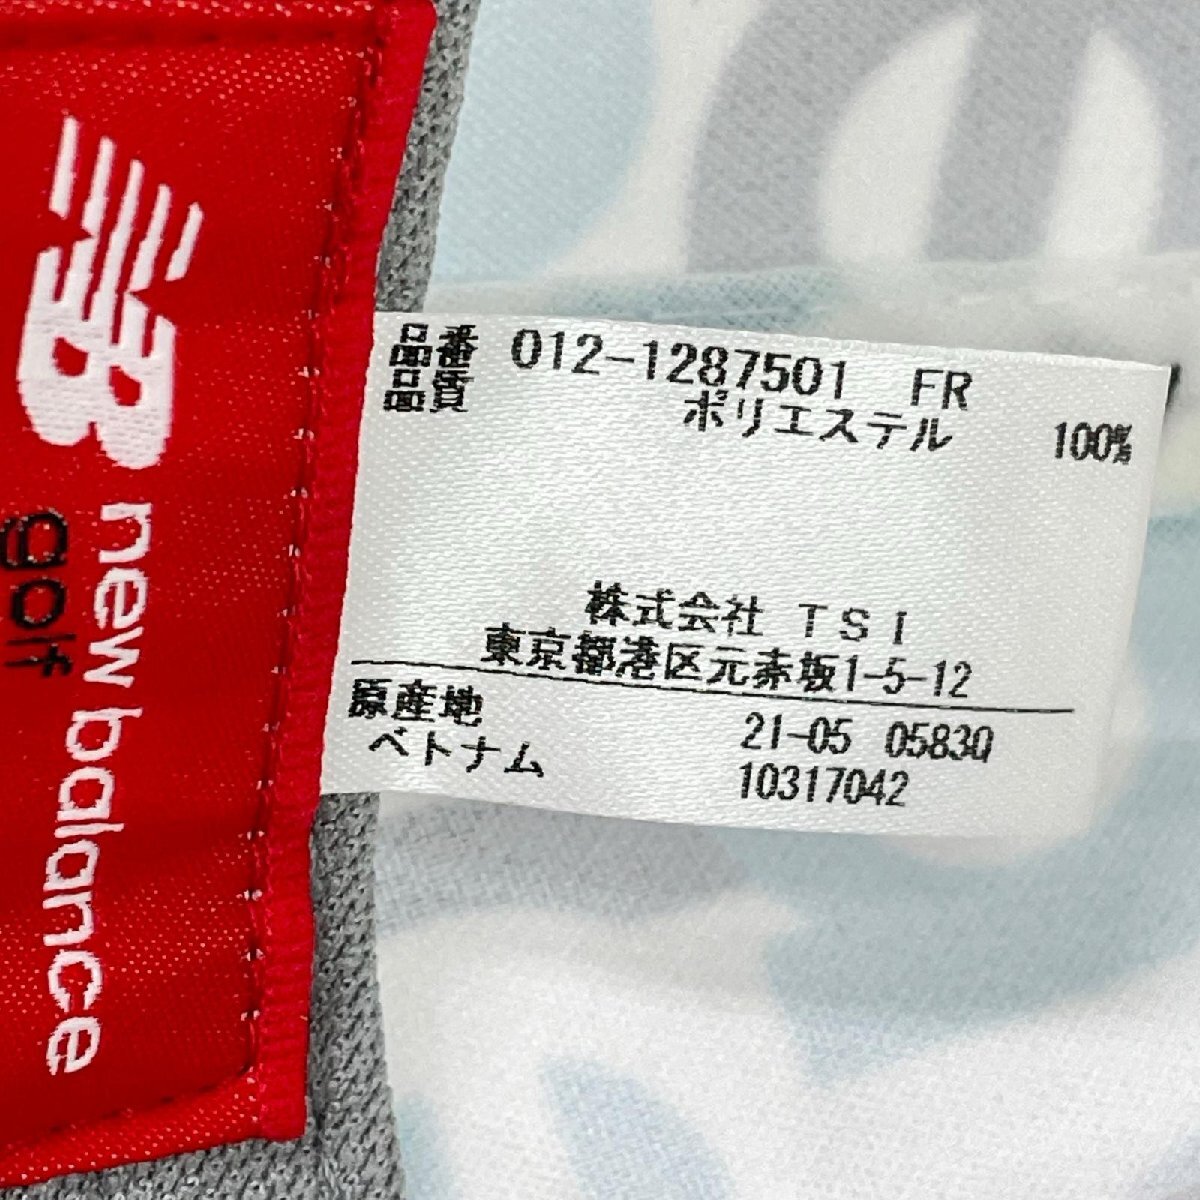 new balance
golf
品番 012-1287501 FR
品質 ポリエステル 100%
株式会社 TSI
東京都港区元赤坂1-5-12
原産地 21-05 05830
ベトナム 10317042